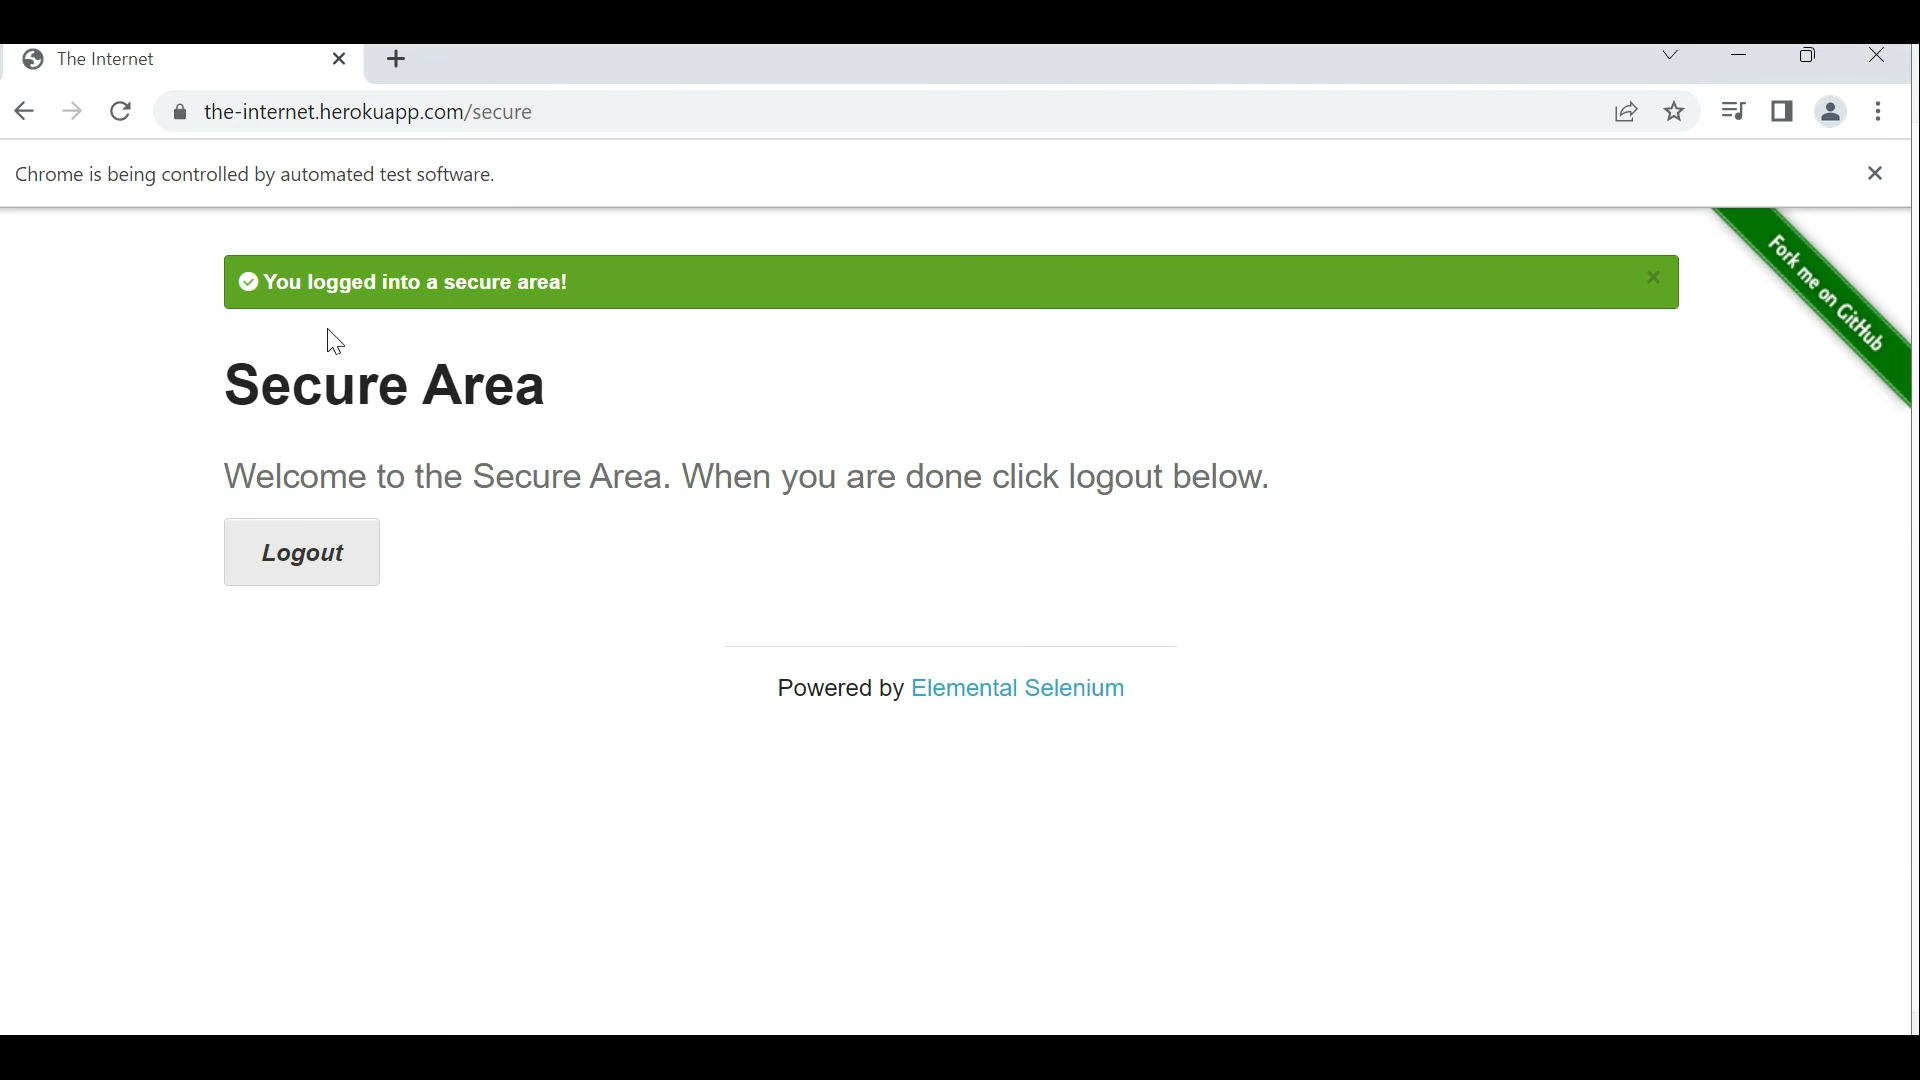 The Internet
the-internet.herokuapp.com/secure
Chrome is being controlled by automated test software.
Fork me on GitHub
You logged into a secure area!
Secure Area
Welcome to the Secure Area. When you are done click logout below.
Logout
Powered by Elemental Selenium